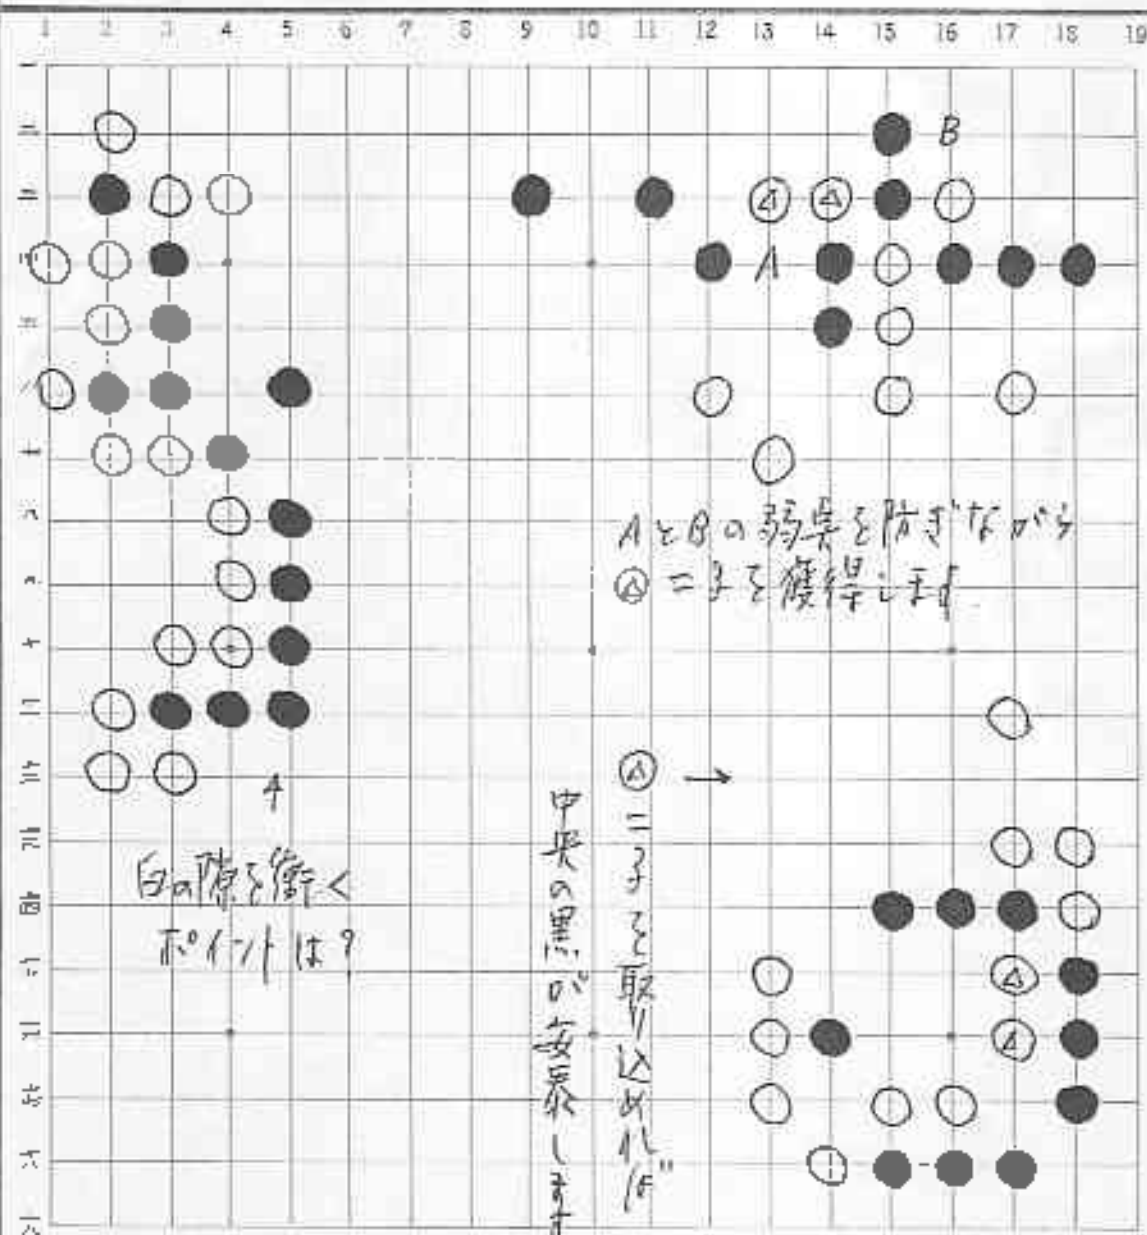 1 2 3 4 5 6 7 8 9 10 11 12 13 14 15 16 17 18 19
B
A
AとBの弱点を防ぎながら
二子を獲得します
イ
白の隙を衝く
ポイントは?
二子を取り込めれば
中央の黒が安泰します